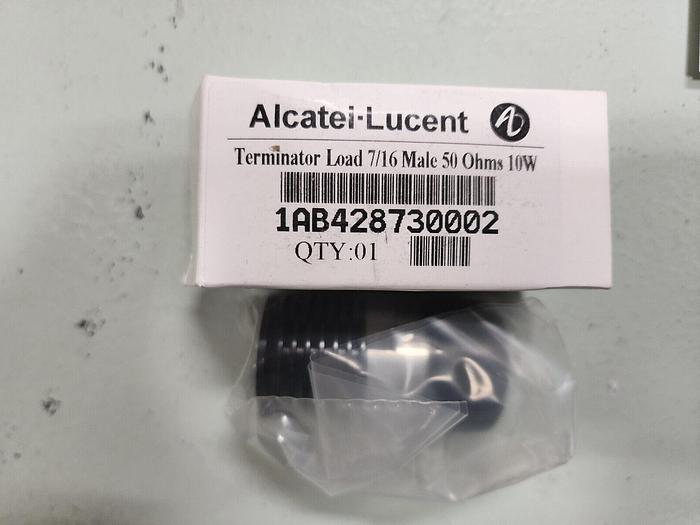 Alcatel·Lucent
Terminator Load 7/16 Male 50 Ohms 10W
1AB428730002
QTY:01